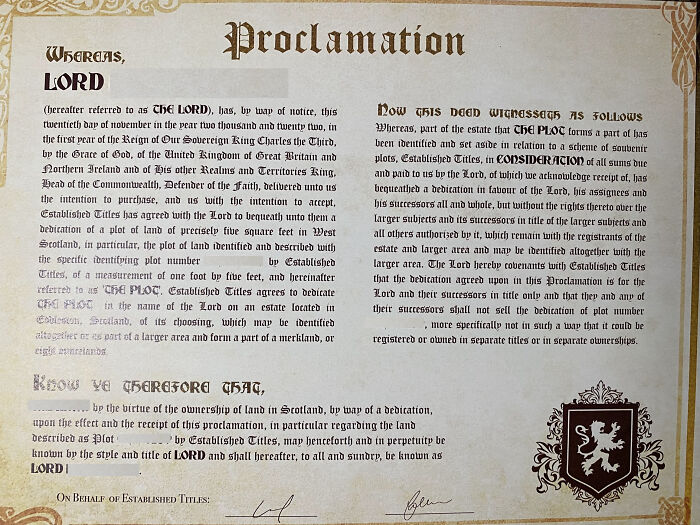 Proclamation
WHEREAS,
LORD
(hereafter referred to as THE LORD), has, by way of notice, this
twentieth day of november in the year two thousand and twenty two, in
the first year of the Reign of Our Sovereign King Charles the Third,
by the Grace of God, of the United Kingdom of Great Britain and
Northern Ireland and of His other Realms and Territories King,
Head of the Commonwealth, Defender of the Faith, delivered unto us
the intention to purchase, and us with the intention to accept,
Established Titles has agreed with the Lord to bequeath unto them a
dedication of a plot of land of precisely five square feet in West
Scotland, in particular, the plot of land identified and described with
the specific identifying plot number by Established
Titles, of a measurement of one foot by five feet, and hereinafter
referred to as THE PLOT. Established Titles agrees to dedicate
THE PLOT in the name of the Lord on an estate located in
Eddleston, Scotland, of its choosing, which may be identified
altogether or as part of a larger area and form a part of a merkland, or
eight ouncelands.
NOW THIS DEED WITNESSETH AS FOLLOWS
Whereas, part of the estate that THE PLOT forms a part of has
been identified and set aside in relation to a scheme of souvenir
plots, Established Titles, in CONSIDERATION of all sums due
and paid to us by the Lord, of which we acknowledge receipt of, has
bequeathed a dedication in favour of the Lord, his assignees and
his successors all and whole, but without the rights thereto over the
larger subjects and its successors in title of the larger subjects and
all others authorized by it, which remain with the registrants of the
estate and larger area and may be identified altogether with the
larger area. The Lord hereby covenants with Established Titles
that the dedication agreed upon in this Proclamation is for the
Lord and their successors in title only and that they and any of
their successors shall not sell the dedication of plot number
, more specifically not in such a way that it could be
registered or owned in separate titles or in separate ownerships.
KNOW YE THEREFORE THAT,
by the virtue of the ownership of land in Scotland, by way of a dedication,
upon the effect and the receipt of this proclamation, in particular regarding the land
described as Plot by Established Titles, may henceforth and in perpetuity be
known by the style and title of LORD and shall hereafter, to all and sundry, be known as
LORD .
ON BEHALF OF ESTABLISHED TITLES: